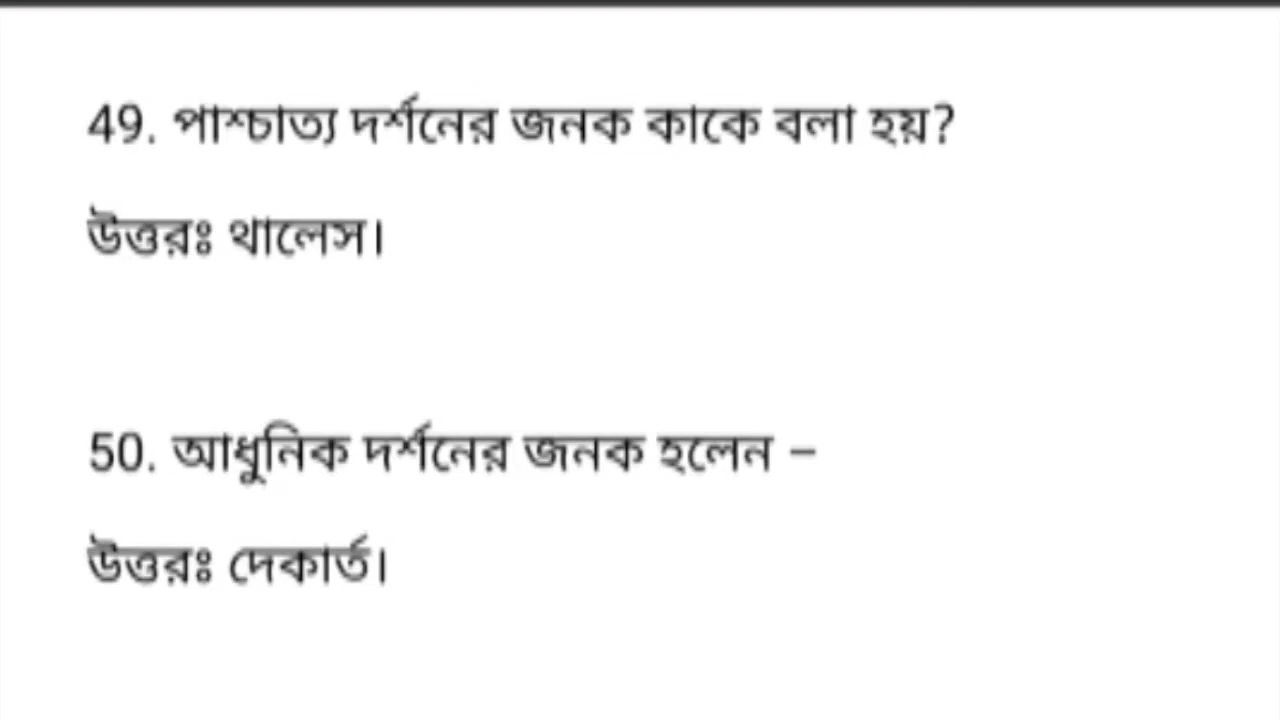 49. পাশ্চাত্য দর্শনের জনক কাকে বলা হয়?
উত্তরঃ থালেস।
50. আধুনিক দর্শনের জনক হলেন –
উত্তরঃ দেকার্ত।